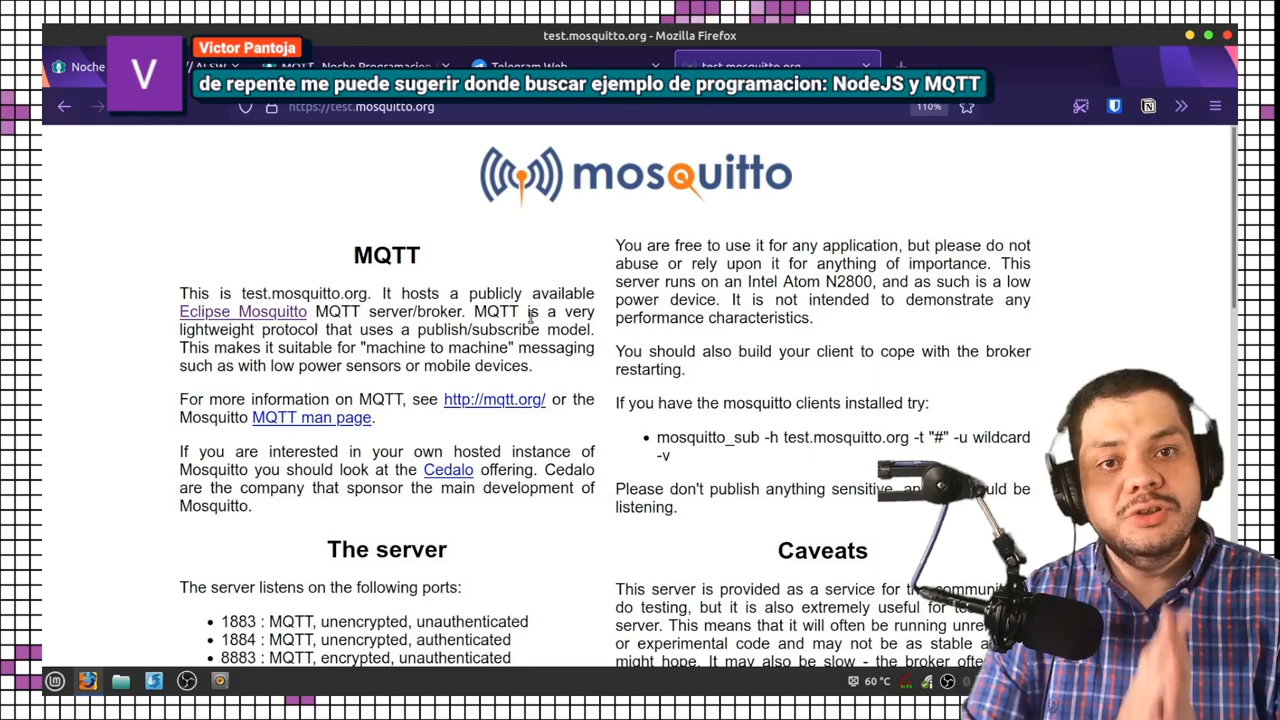 test.mosquitto.org - Mozilla Firefox
Victor Pantoja
V
de repente me puede sugerir donde buscar ejemplo de programacion: NodeJS y MQTT
Noche
https://test.mosquitto.org
110%
mosquitto
MQTT
This is test.mosquitto.org. It hosts a publicly available
Eclipse Mosquitto MQTT server/broker. MQTT is a very
lightweight protocol that uses a publish/subscribe model.
This makes it suitable for "machine to machine" messaging
such as with low power sensors or mobile devices.
For more information on MQTT, see http://mqtt.org/ or the
Mosquitto MQTT man page.
If you are interested in your own hosted instance of
Mosquitto you should look at the Cedalo offering. Cedalo
are the company that sponsor the main development of
Mosquitto.
The server
The server listens on the following ports:
• 1883 : MQTT, unencrypted, unauthenticated
• 1884 : MQTT, unencrypted, authenticated
• 8883 : MQTT, encrypted, unauthenticated
You are free to use it for any application, but please do not
abuse or rely upon it for anything of importance. This
server runs on an Intel Atom N2800, and as such is a low
power device. It is not intended to demonstrate any
performance characteristics.
You should also build your client to cope with the broker
restarting.
If you have the mosquitto clients installed try:
• mosquitto_sub -h test.mosquitto.org -t "#" -u wildcard
-v
Please don't publish anything sensitive, be
listening.
Caveats
This server is provided as a service for
do testing, but it is also extremely useful for
server. This means that it will often be running
or experimental code and may not be as stable
might hope. It may also be slow - the broker
60 °C